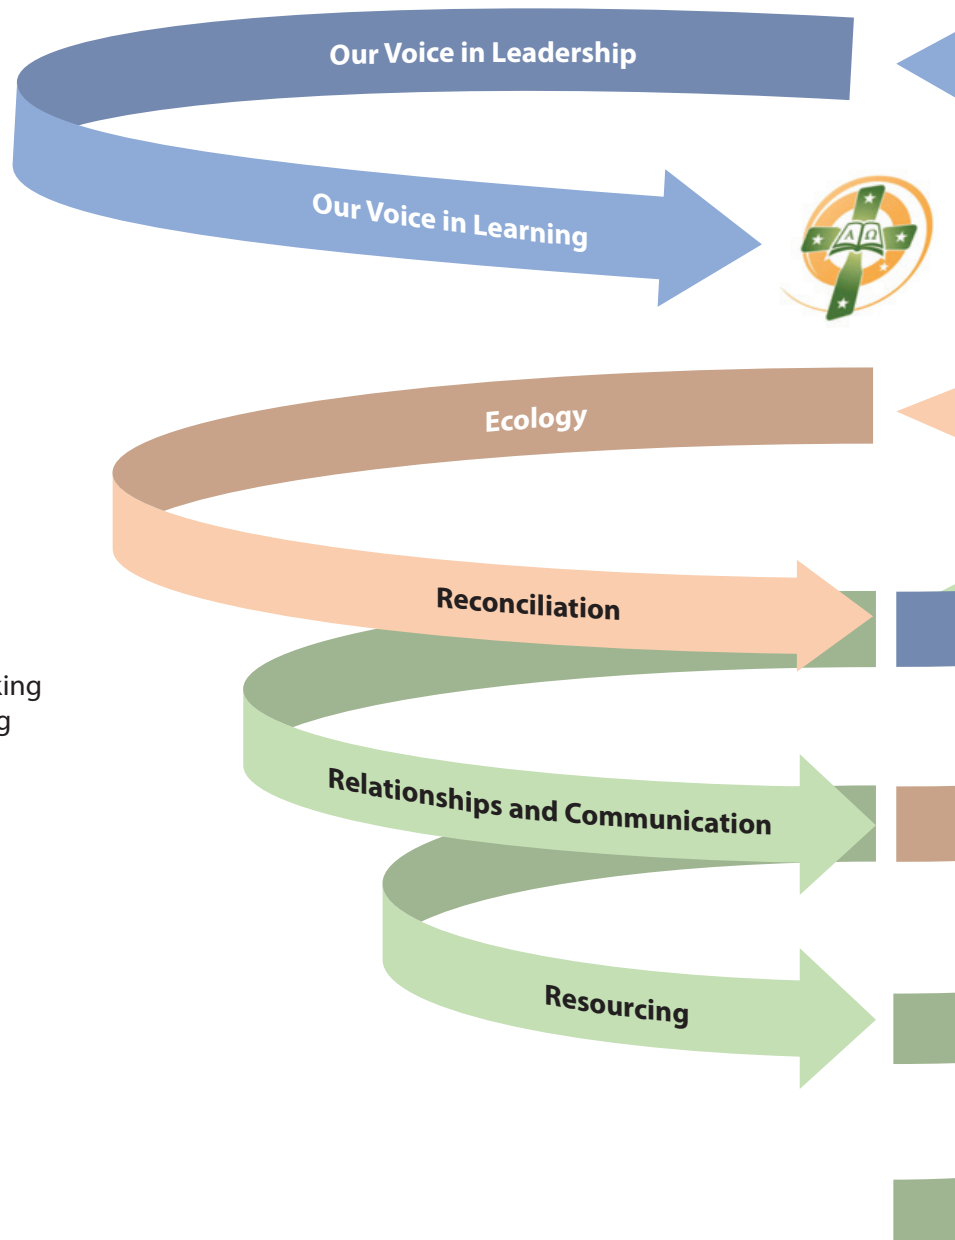 Our Voice in Leadership
Our Voice in Learning
Α Ω
Ecology
Reconciliation
Relationships and Communication
Resourcing